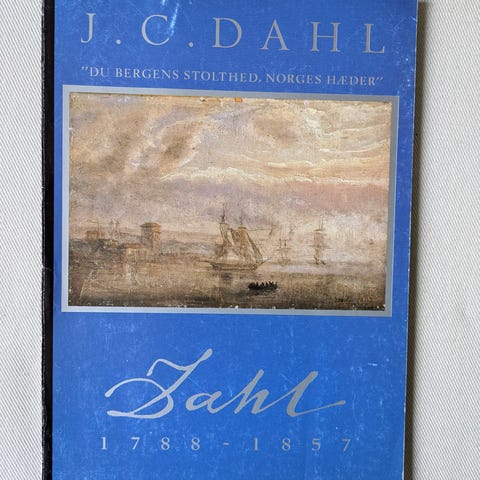 J. C. DAHL
"DU BERGENS STOLTHED, NORGES HÆDER"
Dahl
1788-1857